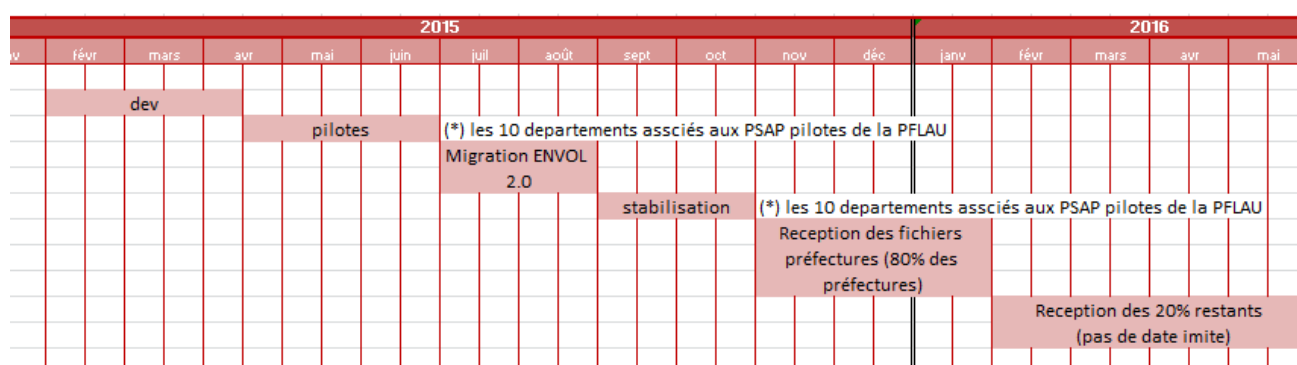 2015 2016
févr mars avr mai juin juil août sept oct nov déc janv févr mars avr mai
dev
pilotes (*) les 10 departements assciés aux PSAP pilotes de la PFLAU
Migration ENVOL
2.0
stabilisation (*) les 10 departements assciés aux PSAP pilotes de la PFLAU
Reception des fichiers
préfectures (80% des
préfectures)
Reception des 20% restants
(pas de date imite)